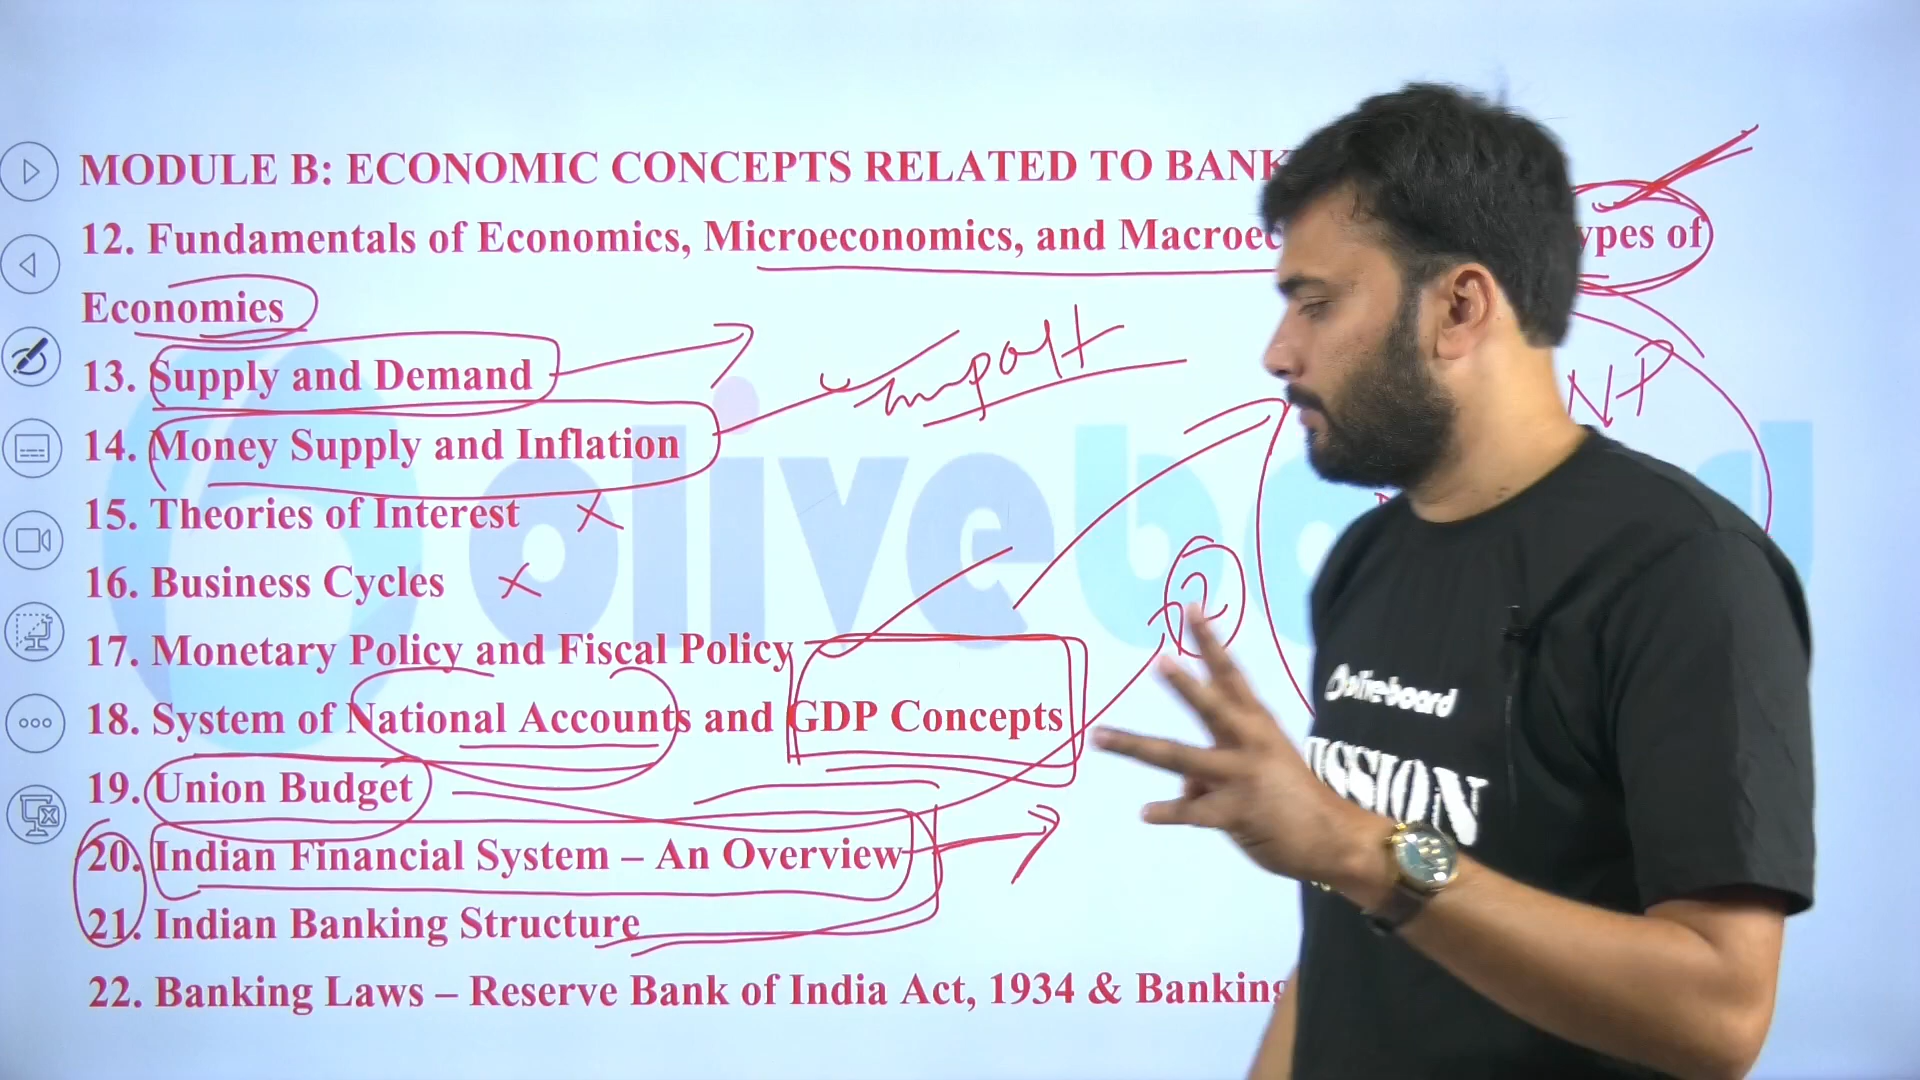 MODULE B: ECONOMIC CONCEPTS RELATED TO
12. Fundamentals of Economics, Microeconomics, and of
Economies
13. Supply and Demand
import
14. Money Supply and Inflation
15. Theories of Interest
16. Business Cycles
2
17. Monetary Policy and Fiscal Policy
18. System of National Accounts and GDP Concepts
19. Union Budget
20. Indian Financial System – An Overview
21. Indian Banking Structure
22. Banking Laws – Reserve Bank of India Act, 1934 & Banking
oliveboard